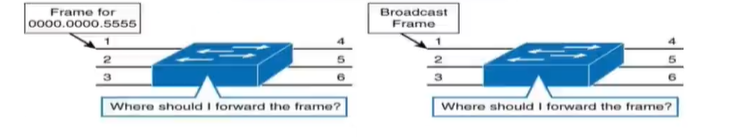 Frame for
0000.0000.5555
1
2
3
4
5
6
Where should I forward the frame?
Broadcast
Frame
1
2
3
4
5
6
Where should I forward the frame?